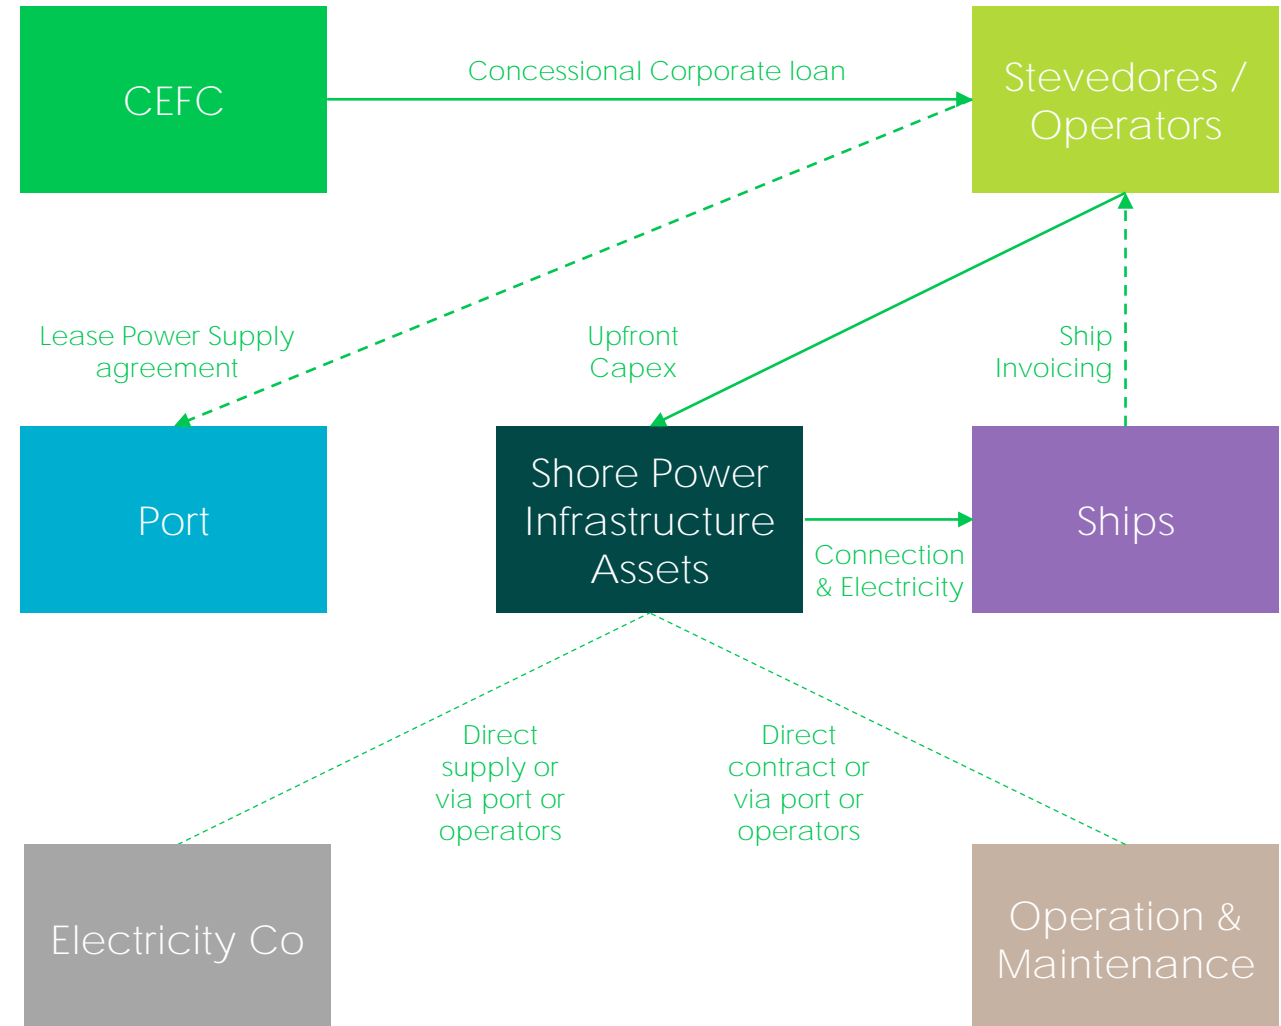 CEFC
Concessional Corporate loan
Stevedores /
Operators
Lease Power Supply
agreement
Upfront
Capex
Ship
Invoicing
Port
Shore Power
Infrastructure
Assets
Connection
& Electricity
Ships
Direct
supply or
via port or
operators
Direct
contract or
via port or
operators
Electricity Co
Operation &
Maintenance